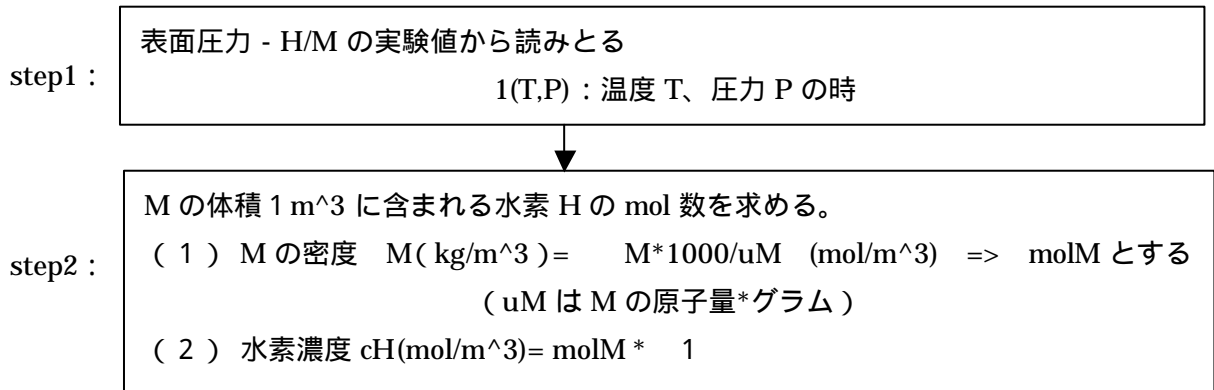 表面圧力 - H/M の実験値から読みとる
step1 : 1(T,P)：温度 T、圧力 P の時
M の体積１m^3 に含まれる水素 H の mol 数を求める。
step2 : （１）M の密度 M( kg/m^3 )= M*1000/uM (mol/m^3) => molM とする
（uM は M の原子量*グラム）
（２）水素濃度 cH(mol/m^3)= molM * 1